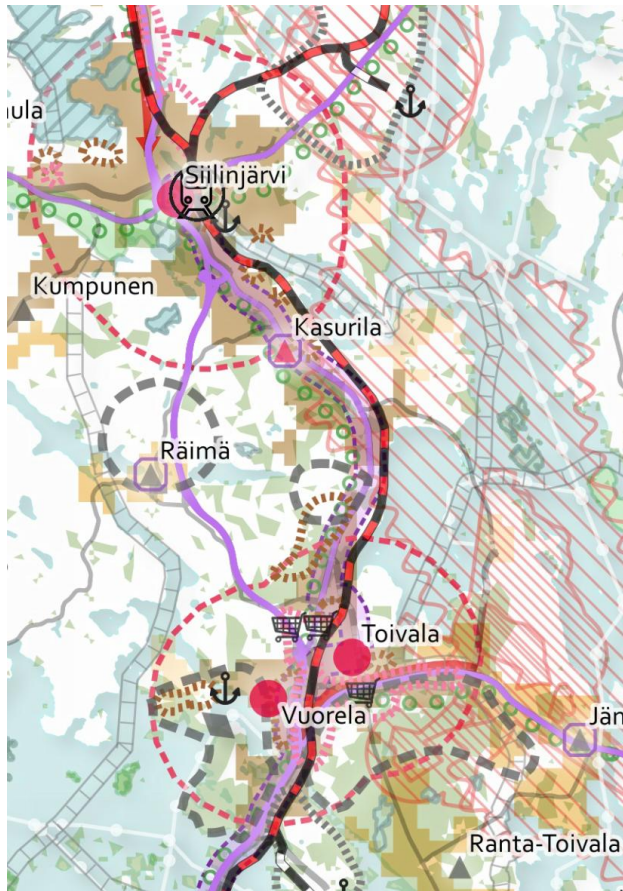 ula
Siilinjärvi
Kumpunen
Kasurila
Räimä
Toivala
Vuorela
Jän
Ranta-Toivala